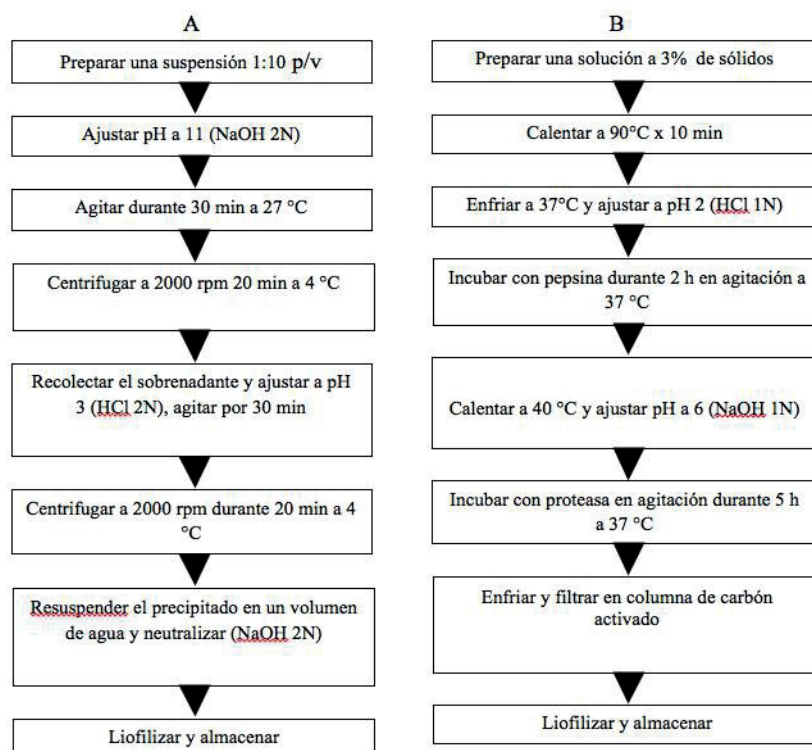 A
Preparar una suspensión 1:10 p/v
Ajustar pH a 11 (NaOH 2N)
Agitar durante 30 min a 27 °C
Centrifugar a 2000 rpm 20 min a 4 °C
Recolectar el sobrenadante y ajustar a pH
3 (HCl 2N), agitar por 30 min
Centrifugar a 2000 rpm durante 20 min a 4
°C
Resuspender el precipitado en un volumen
de agua y neutralizar (NaOH 2N)
Liofilizar y almacenar
B
Preparar una solución a 3% de sólidos
Calentar a 90°C x 10 min
Enfriar a 37°C y ajustar a pH 2 (HCl 1N)
Incubar con pepsina durante 2 h en agitación a
37 °C
Calentar a 40 °C y ajustar pH a 6 (NaOH 1N)
Incubar con proteasa en agitación durante 5 h
a 37 °C
Enfriar y filtrar en columna de carbón
activado
Liofilizar y almacenar